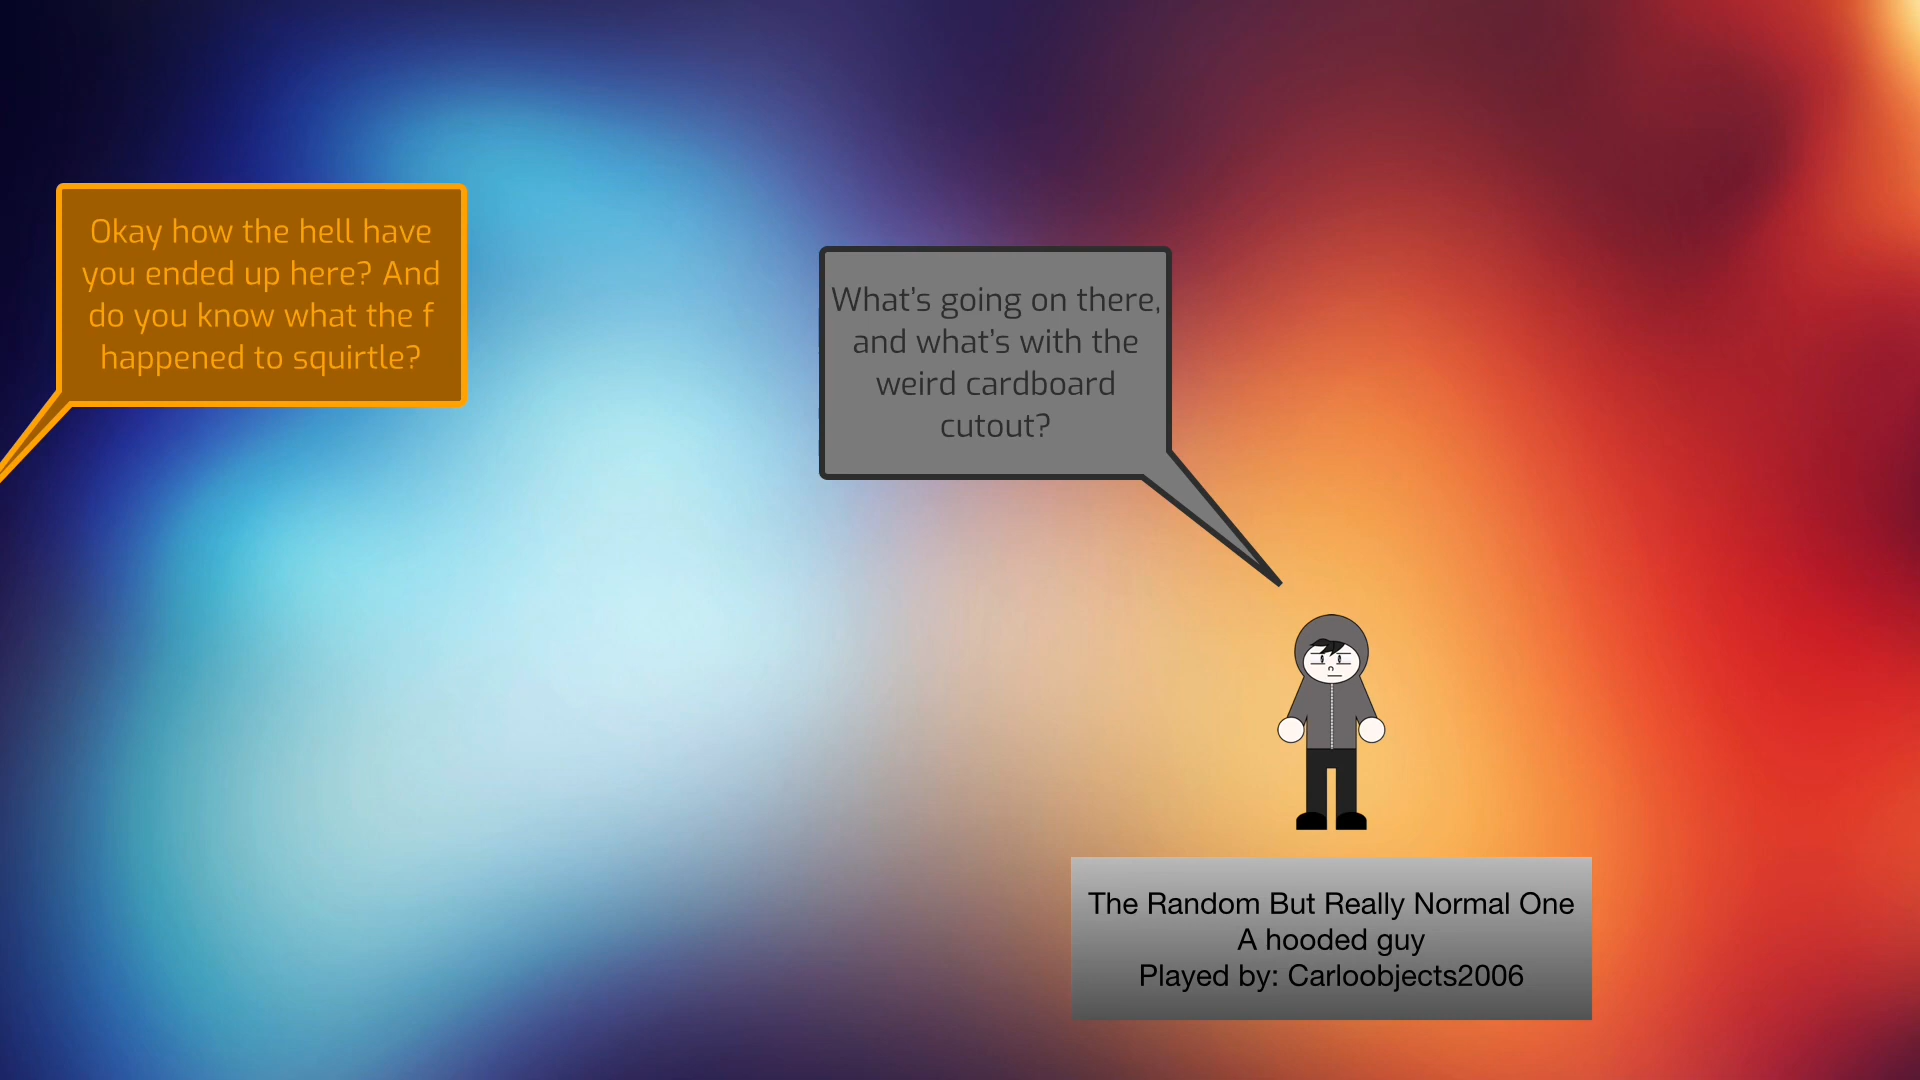 Okay how the hell have
you ended up here? And
do you know what the f
happened to squirtle?
What's going on there,
and what's with the
weird cardboard
cutout?
The Random But Really Normal One
A hooded guy
Played by: Carloobjects2006